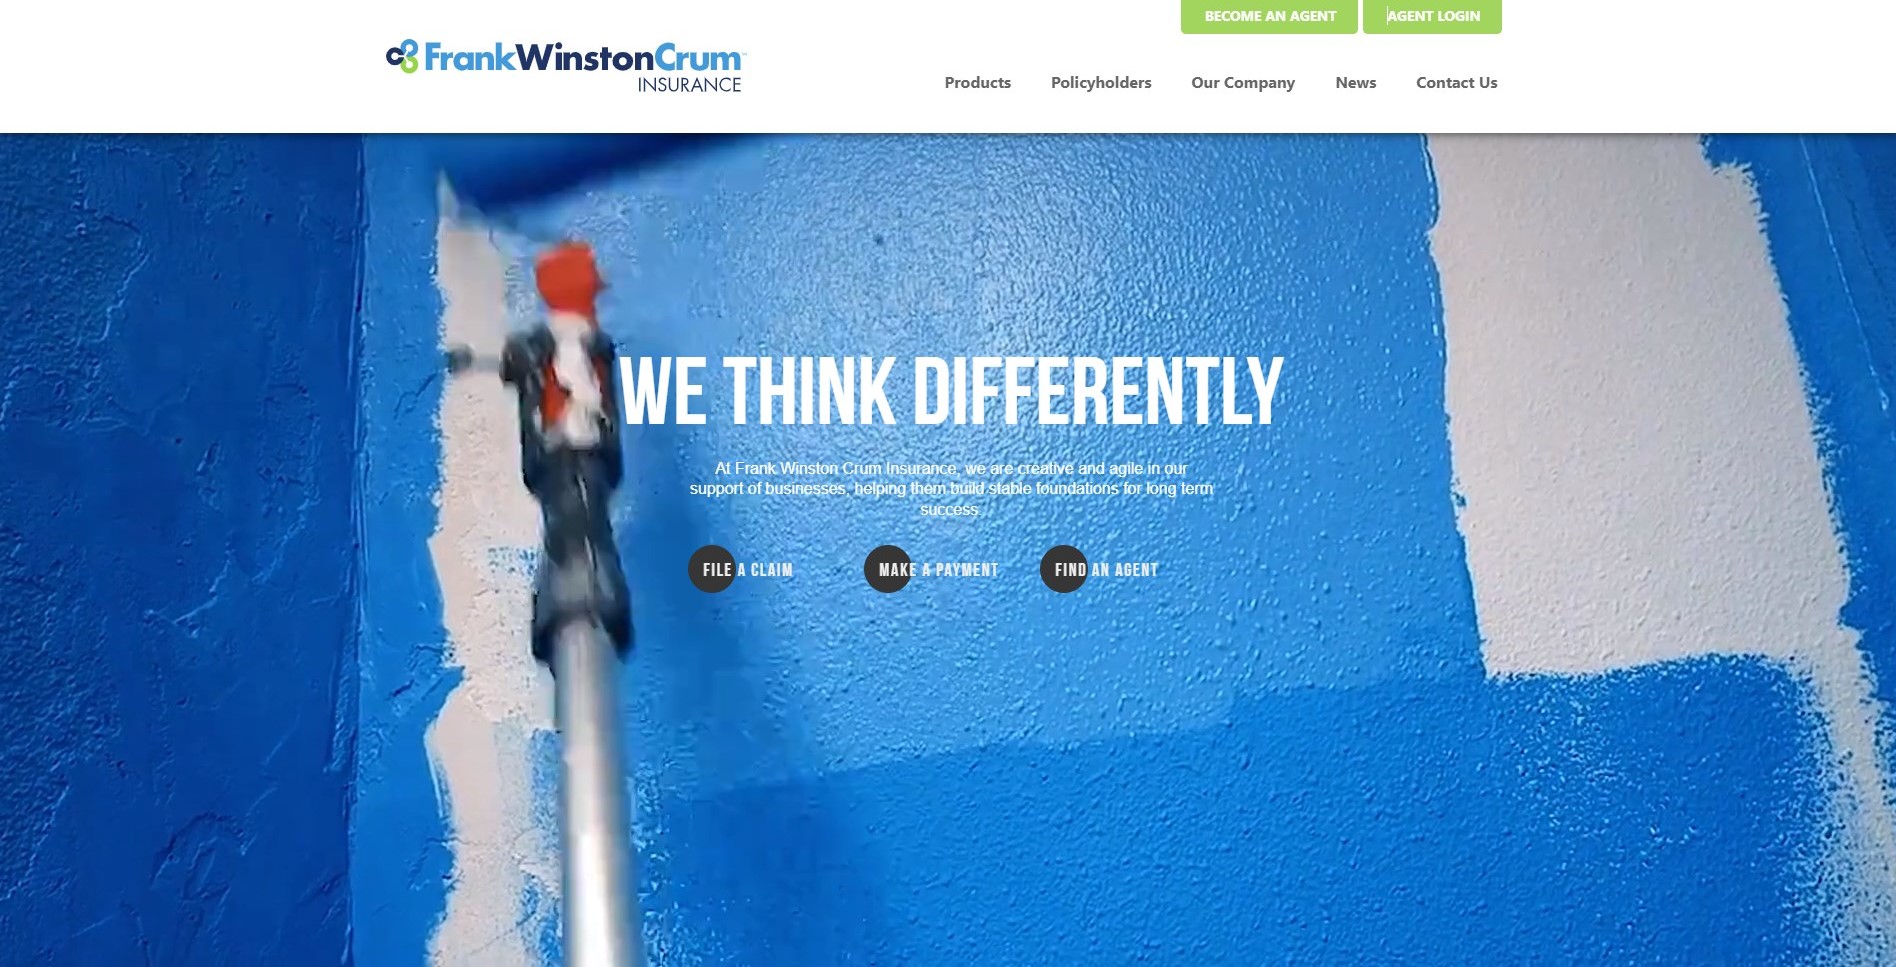 BECOME AN AGENT
AGENT LOGIN
FrankWinstonCrum™
INSURANCE
Products
Policyholders
Our Company
News
Contact Us
WE THINK DIFFERENTLY
At Frank Winston Crum Insurance, we are creative and agile in our
support of businesses, helping them build stable foundations for long term
success.
FILE A CLAIM
MAKE A PAYMENT
FIND AN AGENT